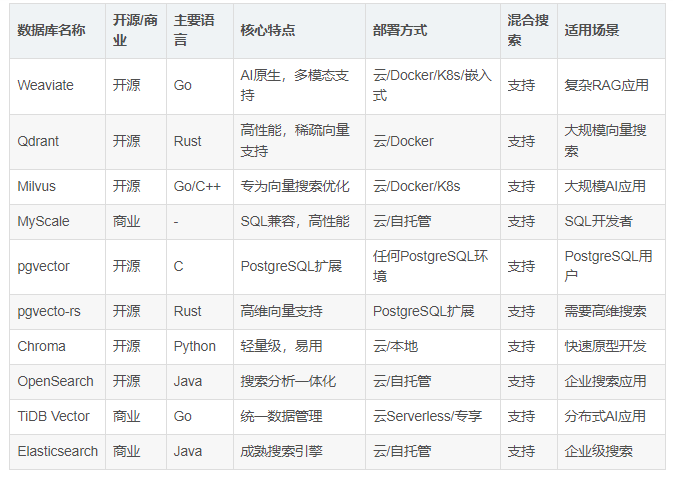 数据库名称 开源/商业 主要语言 核心特点 部署方式 混合搜索 适用场景
Weaviate 开源 Go AI原生，多模态支持 云/Docker/K8s/嵌入式 支持 复杂RAG应用
Qdrant 开源 Rust 高性能，稀疏向量支持 云/Docker 支持 大规模向量搜索
Milvus 开源 Go/C++ 专为向量搜索优化 云/Docker/K8s 支持 大规模AI应用
MyScale 商业 - SQL兼容，高性能 云/自托管 支持 SQL开发者
pgvector 开源 C PostgreSQL扩展 任何PostgreSQL环境 支持 PostgreSQL用户
pgvecto-rs 开源 Rust 高维向量支持 PostgreSQL扩展 支持 需要高维搜索
Chroma 开源 Python 轻量级，易用 云/本地 支持 快速原型开发
OpenSearch 开源 Java 搜索分析一体化 云/自托管 支持 企业搜索应用
TiDB Vector 商业 Go 统一数据管理 云Serverless/专享 支持 分布式AI应用
Elasticsearch 商业 Java 成熟搜索引擎 云/自托管 支持 企业级搜索